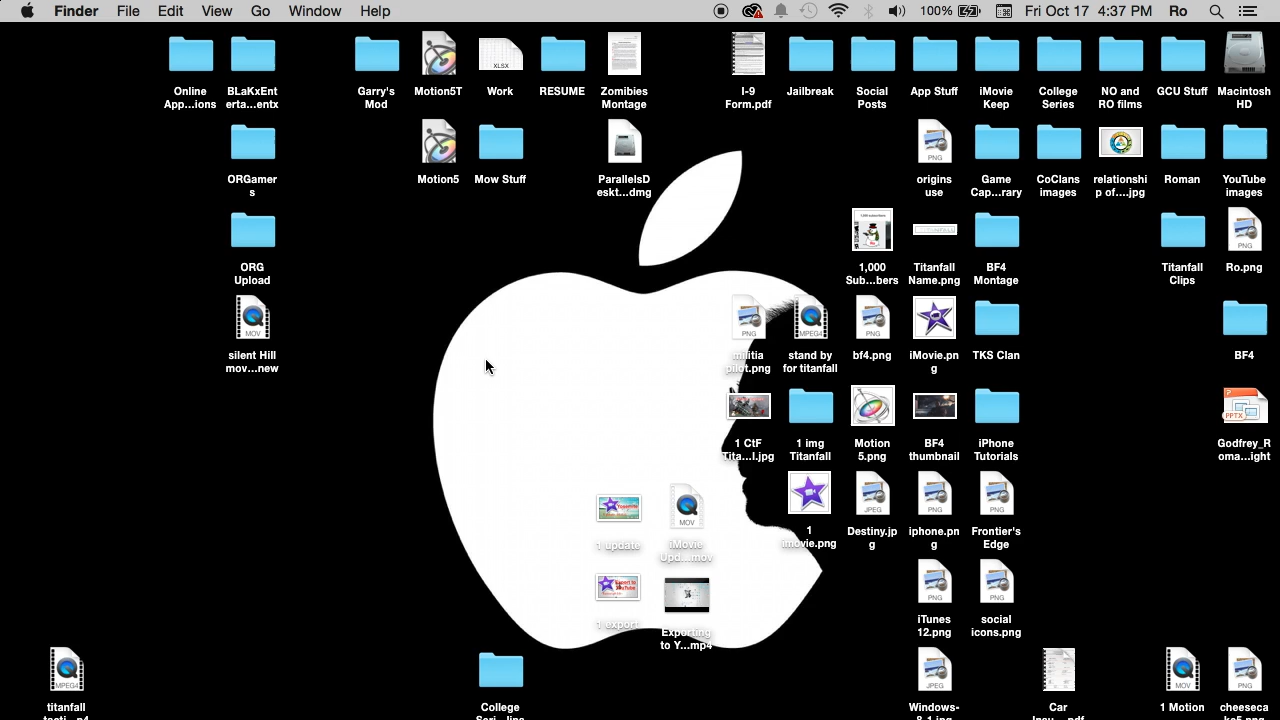 Finder File Edit View Go Window Help 100% Fri Oct 17 4:37 PM Ro
Online
App...ions
BLaKxEnt
erta...entx
Garry's
Mod
Motion5T
XLSX
Work
RESUME
Zombies
Montage
I-9
Form.pdf
Jailbreak
Social
Posts
App Stuff
iMovie
Keep
College
Series
NO and
RO films
GCU Stuff
Macintosh
HD
ORGamer
s
Motion5
Mow Stuff
ParallelsD
eskt...dmg
PNG
origins
use
Game
Cap...rary
CoClans
images
relationshi
p of....jpg
Roman
YouTube
images
ORG
Upload
1,000
Sub...bers
TITANFALL
Titanfall
Name.png
BF4
Montage
Titanfall
Clips
PNG
Ro.png
MOV
silent Hill
mov...new
PNG
militia
pilot.png
MPEG4
stand by
for titanfall
PNG
bf4.png
iMovie.pn
g
TKS Clan
BF4
1 CtF
Tita...l.jpg
1 img
Titanfall
Motion
5.png
BF4
thumbnail
iPhone
Tutorials
PPTX
Godfrey_R
oma...ight
Yosemite
1 update
MOV
iMovie
Upd....mov
1
imovie.png
JPEG
Destiny.jp
g
PNG
iphone.pn
g
PNG
Frontier's
Edge
Export to
YouTube
1 export
Exporting
to Y...mp4
PNG
iTunes
12.png
PNG
social
icons.png
MPEG4
titanfall
College
JPEG
Windows-
Car
MOV
1 Motion
PNG
cheeseca